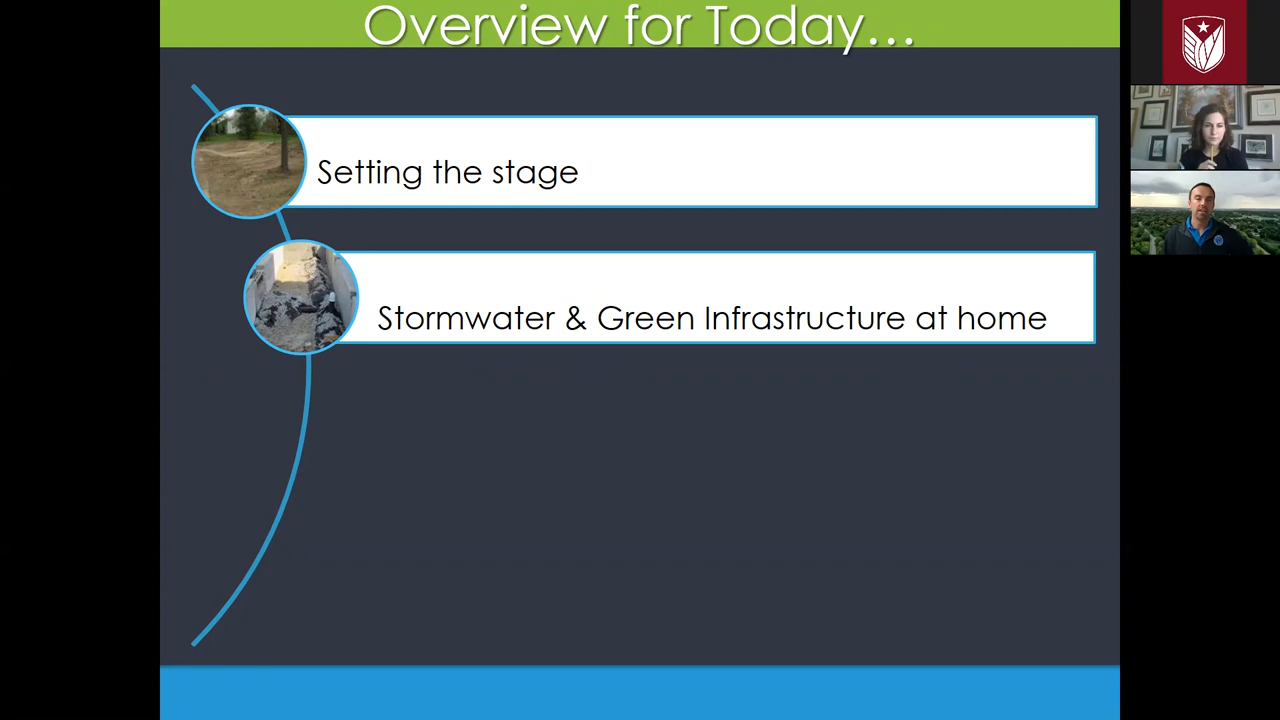 Overview for Today…
Setting the stage
Stormwater & Green Infrastructure at home